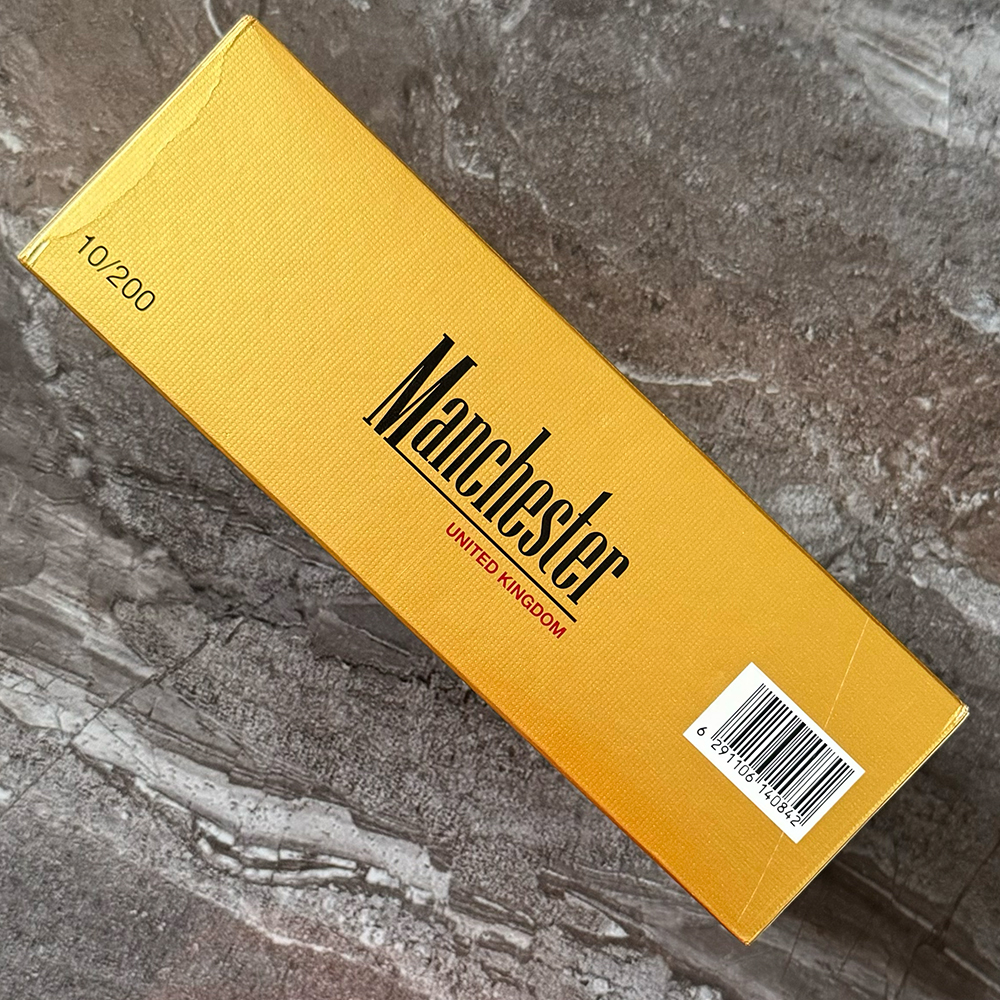 10/200
Manchester
UNITED KINGDOM
6 291106 140842